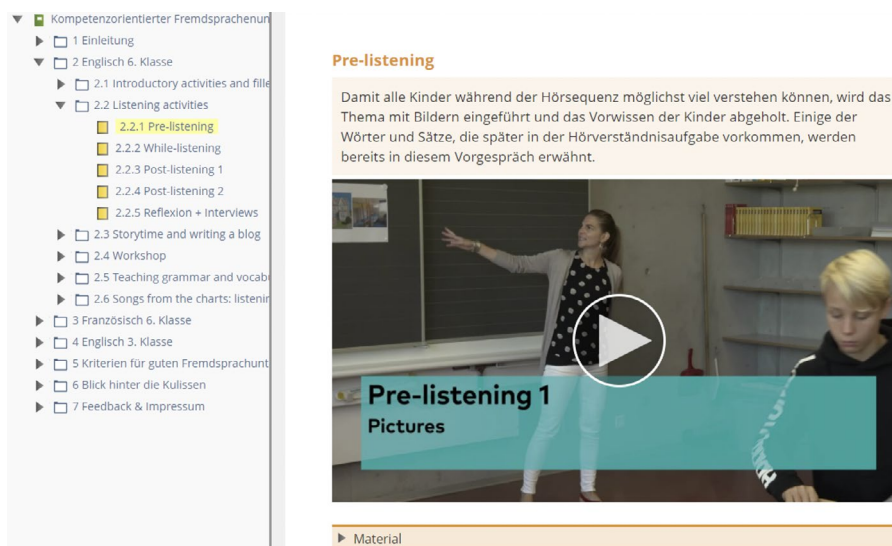 Kompetenzorientierter Fremdsprachenun
1 Einleitung
2 Englisch 6. Klasse
2.1 Introductory activities and fille
2.2 Listening activities
2.2.1 Pre-listening
2.2.2 While-listening
2.2.3 Post-listening 1
2.2.4 Post-listening 2
2.2.5 Reflexion + Interviews
2.3 Storytime and writing a blog
2.4 Workshop
2.5 Teaching grammar and vocabu
2.6 Songs from the charts: listenin
3 Französisch 6. Klasse
4 Englisch 3. Klasse
5 Kriterien für guten Fremdsprachunt
6 Blick hinter die Kulissen
7 Feedback & Impressum
Pre-listening
Damit alle Kinder während der Hörsequenz möglichst viel verstehen können, wird das
Thema mit Bildern eingeführt und das Vorwissen der Kinder abgeholt. Einige der
Wörter und Sätze, die später in der Hörverständnisaufgabe vorkommen, werden
bereits in diesem Vorgespräch erwähnt.
Pre-listening 1
Pictures
Material